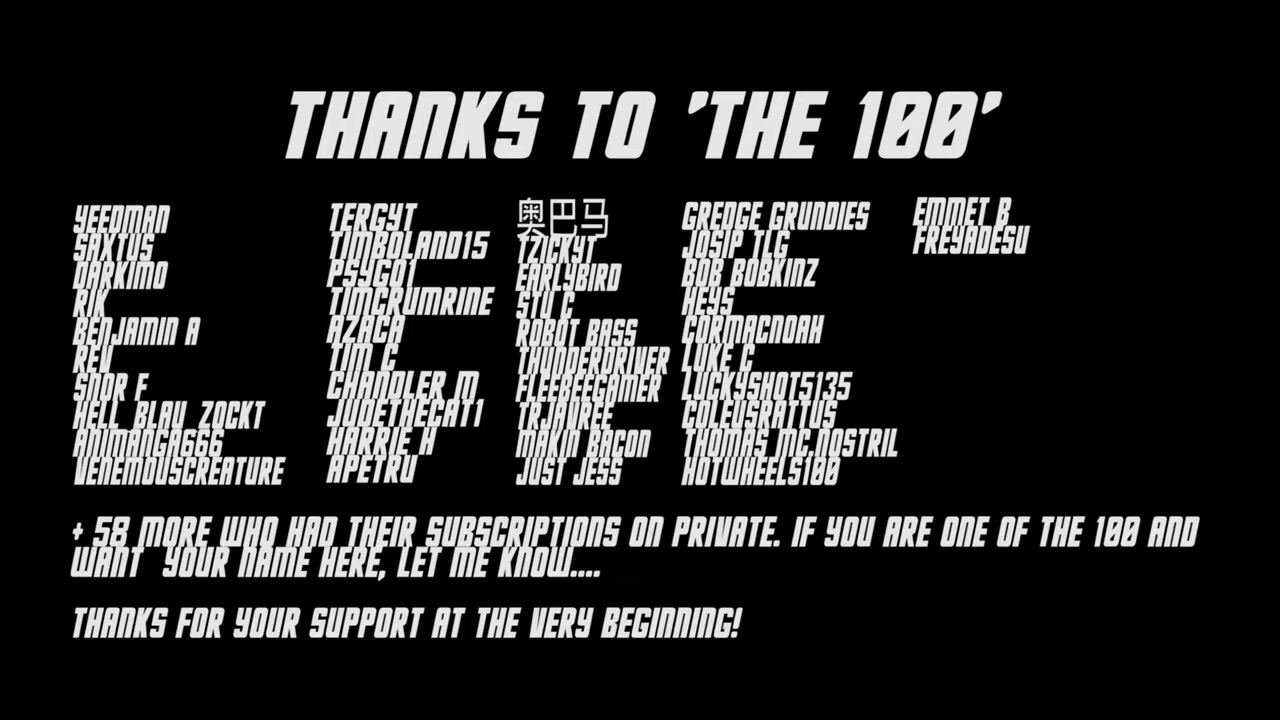 THANKS TO 'THE 100'
YEEDMAN
SAXTUS
DARKIMO
RIK
BENJAMIN A
REV
SNOR F
HELL BLAU ZOCKT
ANIMANGA666
VENEMOUSCREATURE
TERGYT
TIMBOLAND15
PSYGO1
TIMCRUMRINE
AZACA
TIM C
CHANDLER M
JUDETHECAT1
HARRIE H
APETRU
奥巴马
TZICKYT
EARLYBIRD
STU C
ROBOT BASS
THUNDERDRIVER
FLEEBEEGAMER
TRJAVREE
MAKIN BACON
JUST JESS
GREDGE GRUNDIES
JOSIP TLG
BOB BOBKINZ
HEYS
CORMACNOAH
LUKE C
LUCKYSHOT5135
COLEUSRATTUS
THOMAS MC.NOSTRIL
HOTWHEELS100
EMMET B
FREYADESU
+ 58 MORE WHO HAD THEIR SUBSCRIPTIONS ON PRIVATE. IF YOU ARE ONE OF THE 100 AND
WANT YOUR NAME HERE, LET ME KNOW....
THANKS FOR YOUR SUPPORT AT THE VERY BEGINNING!